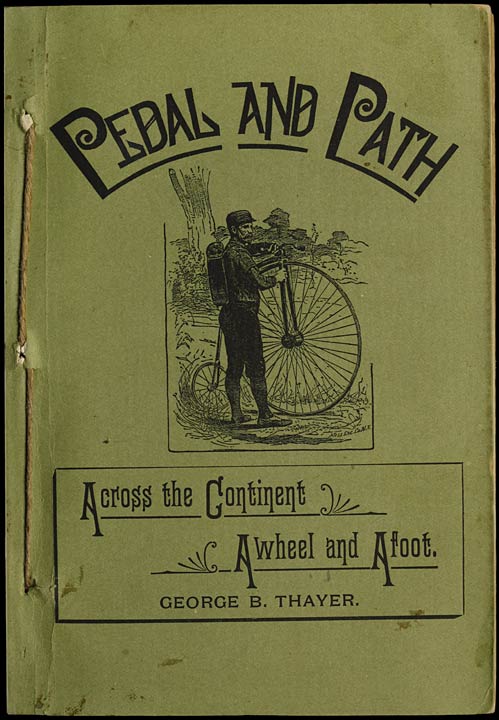 PEDAL AND PATH
Across the Continent
Awheel and Afoot.
GEORGE B. THAYER.